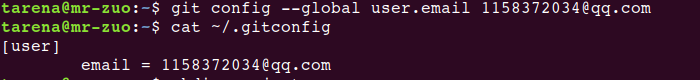 tarena@mr-zuo:~$ git config --global user.email 1158372034@qq.com
tarena@mr-zuo:~$ cat ~/.gitconfig
[user]
        email = 1158372034@qq.com